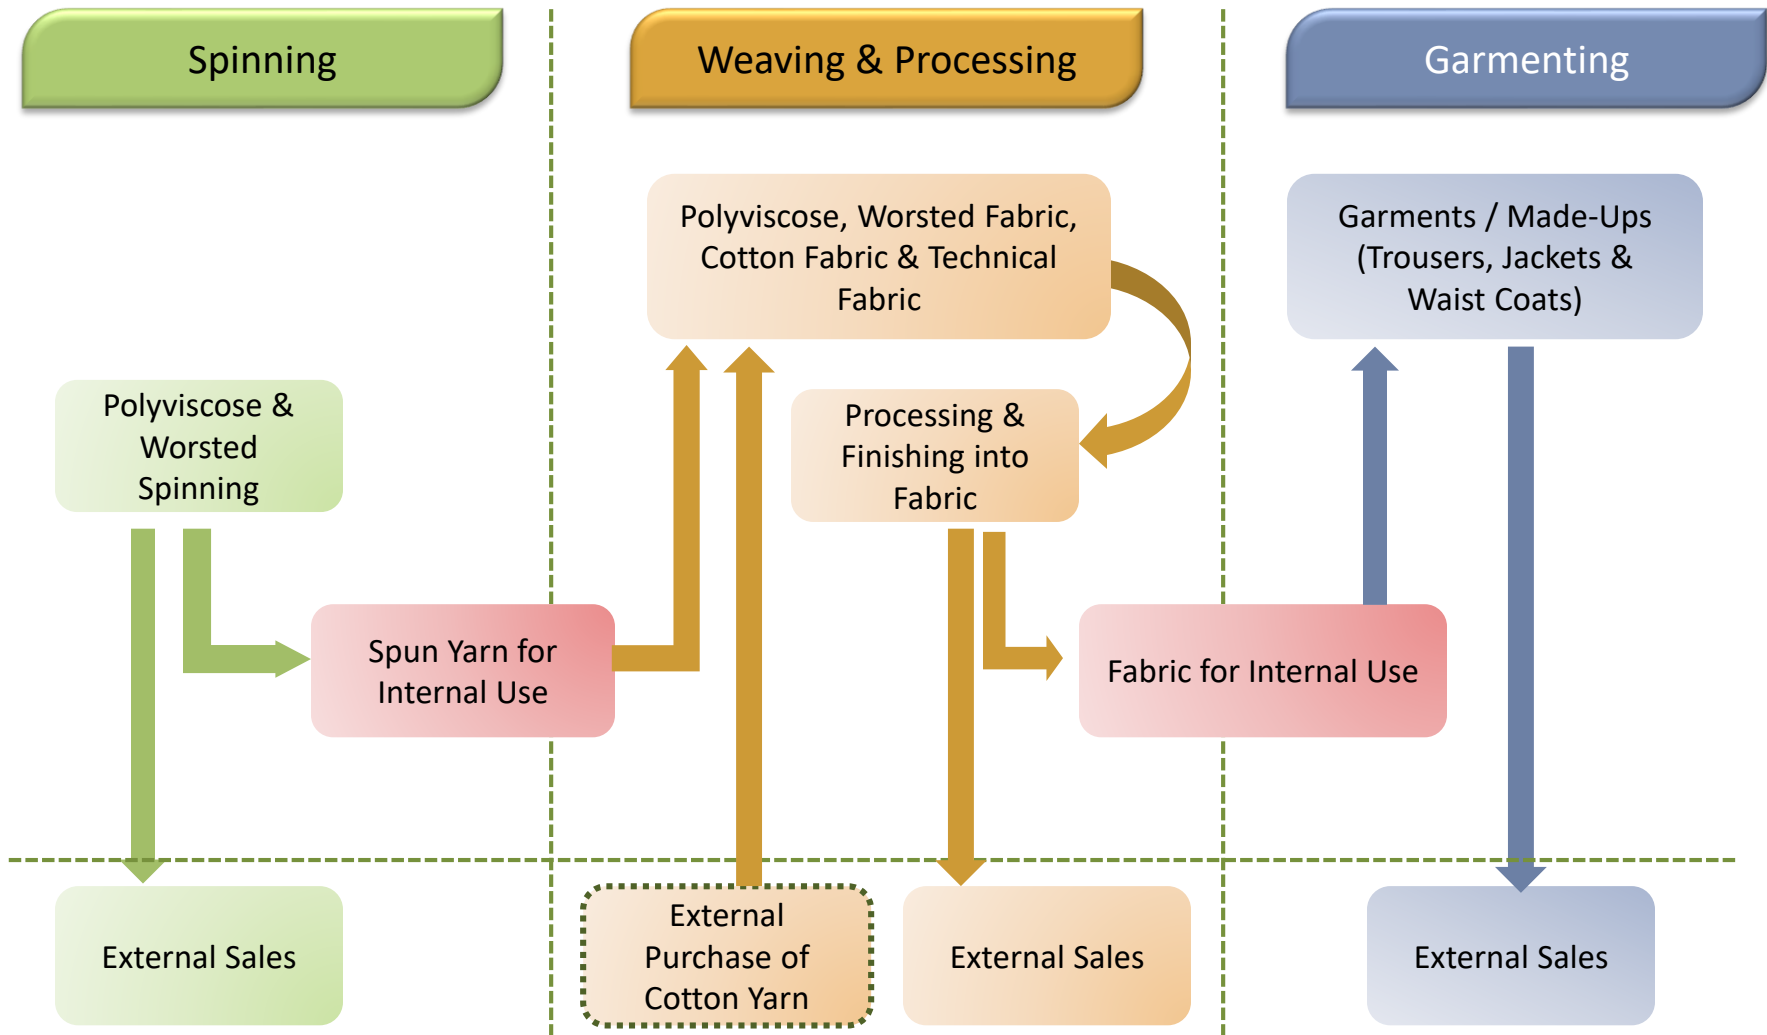 Spinning
Weaving & Processing
Garmenting
Polyviscose, Worsted Fabric,
Cotton Fabric & Technical
Fabric
Garments / Made-Ups
(Trousers, Jackets &
Waist Coats)
Polyviscose &
Worsted
Spinning
Processing &
Finishing into
Fabric
Spun Yarn for
Internal Use
Fabric for Internal Use
External Sales
External
Purchase of
Cotton Yarn
External Sales
External Sales